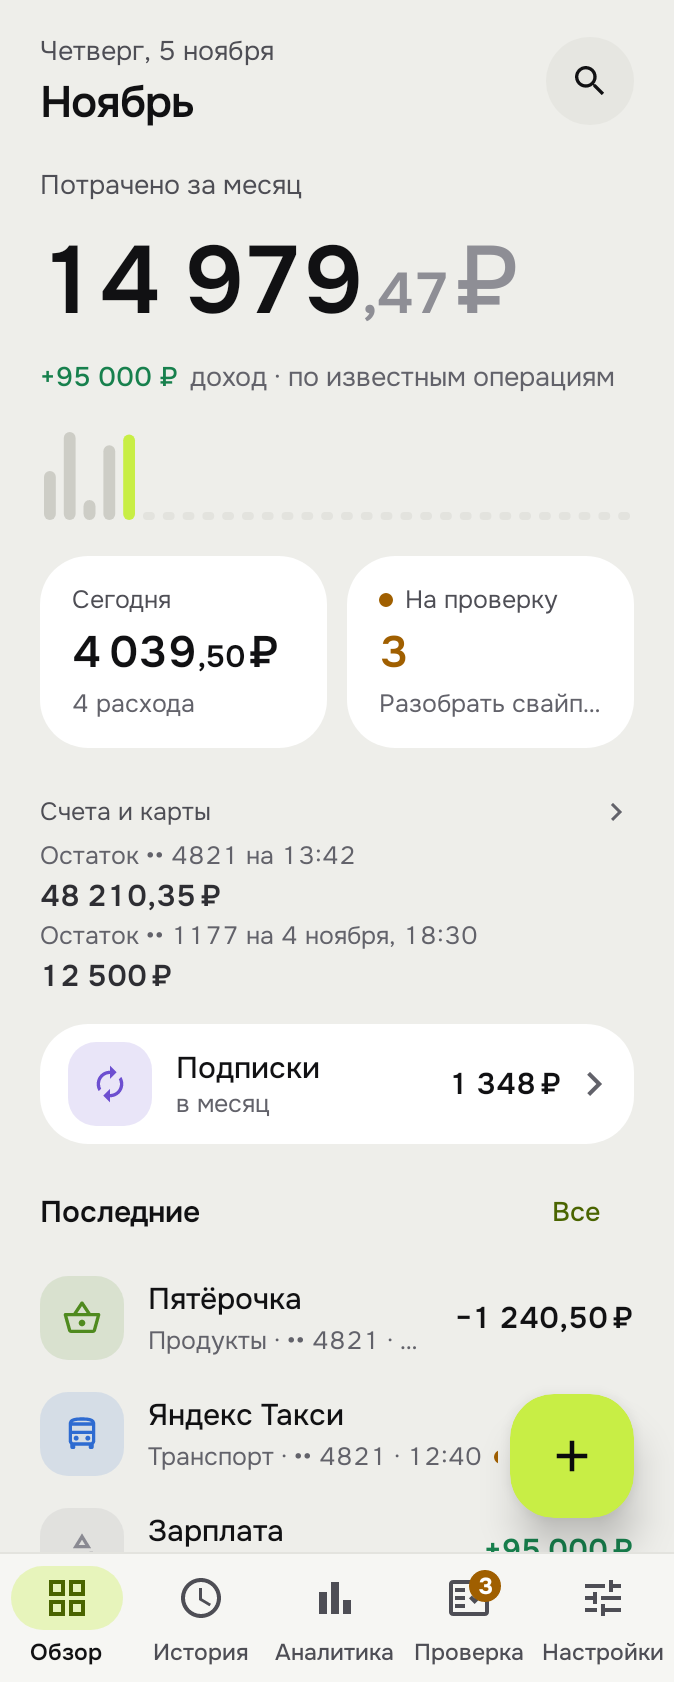 Четверг, 5 ноября
Ноябрь
Потрачено за месяц
14 979,47 ₽
+95 000 ₽ доход · по известным операциям
Сегодня
4 039,50 ₽
4 расхода
На проверку
3
Разобрать свайп...
Счета и карты
Остаток •• 4821 на 13:42
48 210,35 ₽
Остаток •• 1177 на 4 ноября, 18:30
12 500 ₽
Подписки
в месяц
1 348 ₽
Последние
Все
Пятёрочка
Продукты · •• 4821 · ...
−1 240,50 ₽
Яндекс Такси
Транспорт · •• 4821 · 12:40
Зарплата
+95 000 ₽
3
Обзор
История
Аналитика
Проверка
Настройки